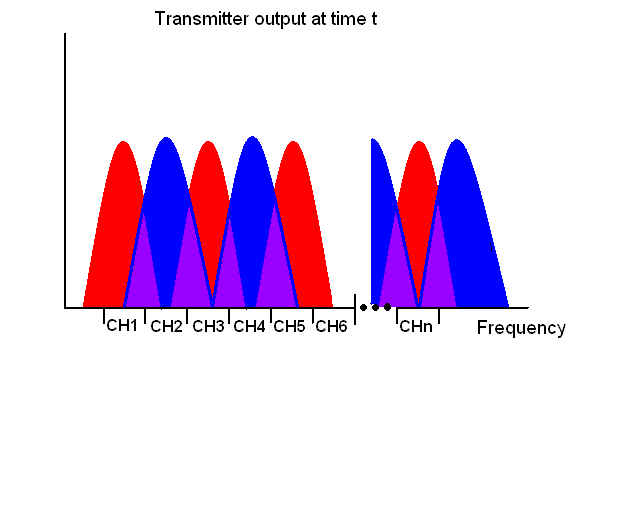 Transmitter output at time t
CH1 CH2 CH3 CH4 CH5 CH6 CHn
Frequency